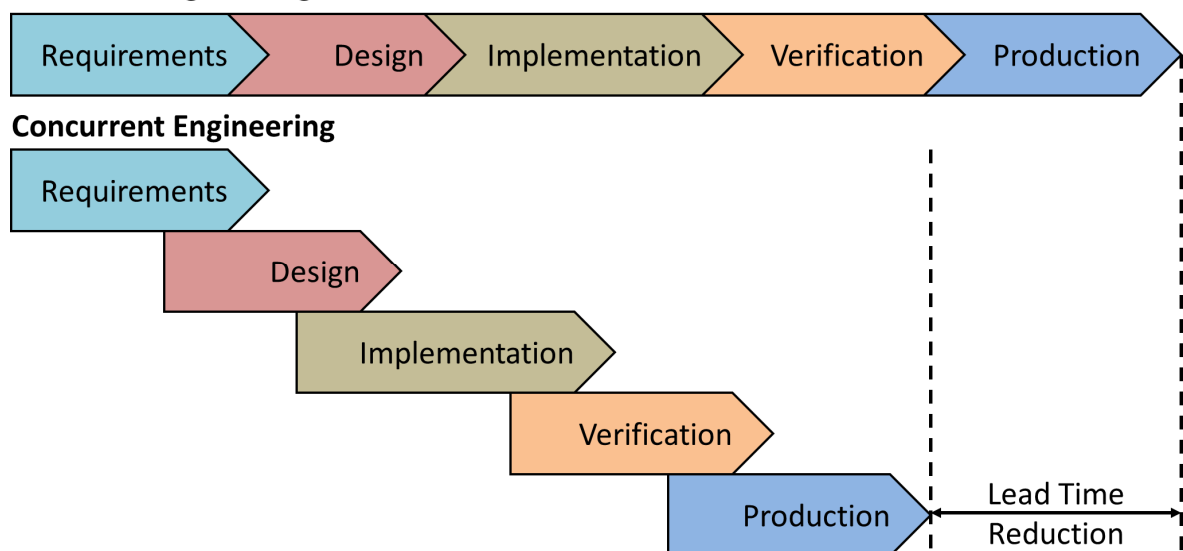 Requirements
Design
Implementation
Verification
Production
Concurrent Engineering
Requirements
Design
Implementation
Verification
Production
Lead Time
Reduction